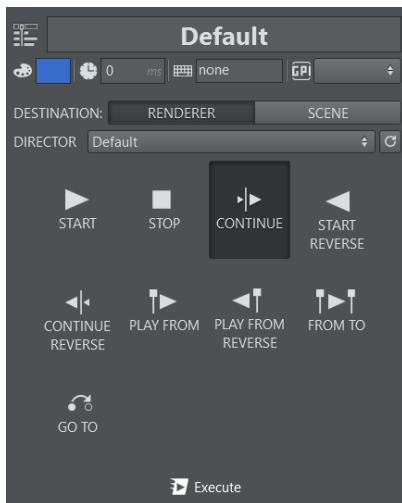 Default
0 ms none GPI
DESTINATION: RENDERER SCENE
DIRECTOR Default
START STOP CONTINUE START REVERSE
CONTINUE REVERSE PLAY FROM PLAY FROM REVERSE FROM TO
GO TO
Execute